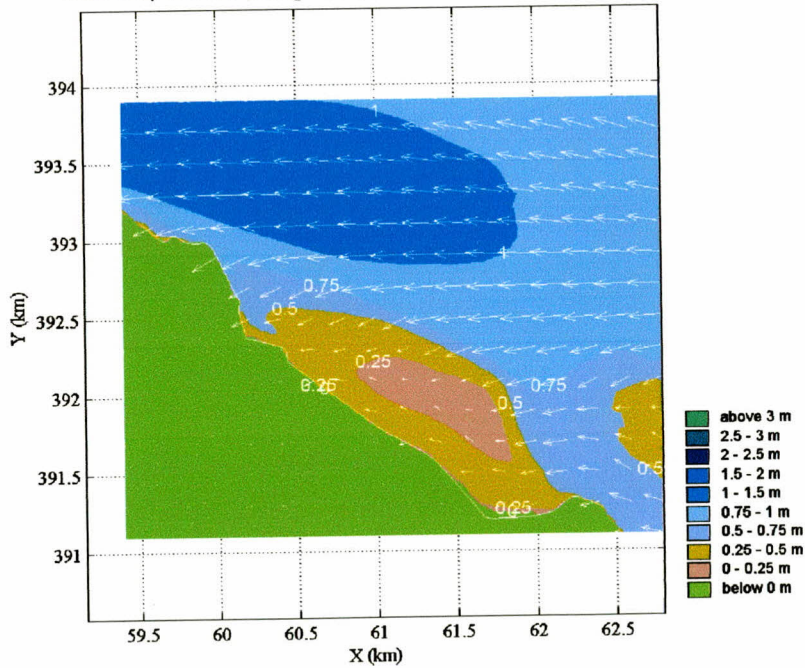 394
393.5
393
392.5
392
391.5
391
Y (km)
59.5 60 60.5 61 61.5 62 62.5
X (km)
1
1
0.75
0.5
0.25
0.25
0.75
0.5
0.5
0.25
above 3 m
2.5 - 3 m
2 - 2.5 m
1.5 - 2 m
1 - 1.5 m
0.75 - 1 m
0.5 - 0.75 m
0.25 - 0.5 m
0 - 0.25 m
below 0 m